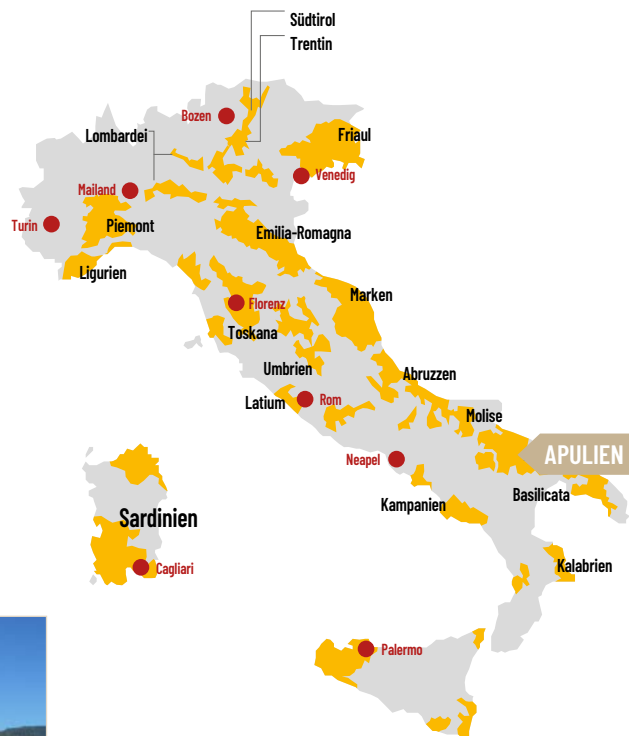 Südtirol
Trentin
Bozen
Lombardei
Friaul
Venedig
Mailand
Turin
Piemont
Emilia-Romagna
Ligurien
Marken
Florenz
Toskana
Umbrien
Abruzzen
Latium
Rom
Molise
Neapel
APULIEN
Basilicata
Kampanien
Sardinien
Cagliari
Kalabrien
Palermo